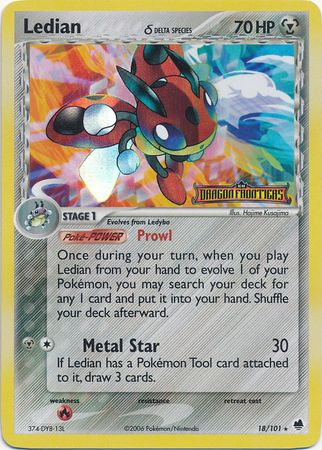 Ledian δ DELTA SPECIES 70 HP
DRAGON FRONTIERS
Illus. Hajime Kusajima
STAGE 1 Evolves from Ledyba
Poké-POWER Prowl
Once during your turn, when you play
Ledian from your hand to evolve 1 of your
Pokémon, you may search your deck for
any 1 card and put it into your hand. Shuffle
your deck afterward.
Metal Star 30
If Ledian has a Pokémon Tool card attached
to it, draw 3 cards.
weakness resistance retreat cost
374-DYB-13L ©2006 Pokémon/Nintendo 18/101 ★